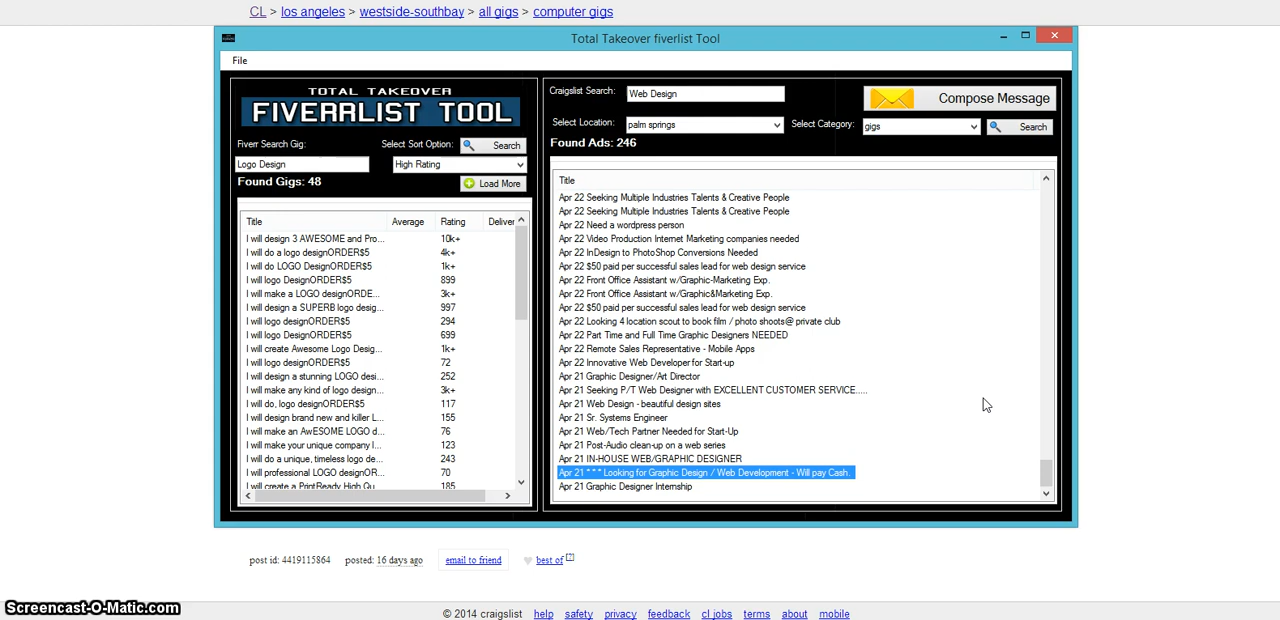 CL > los angeles > westside-southbay > all gigs > computer gigs
Total Takeover fiverlist Tool
File
TOTAL TAKEOVER
FIVERRLIST TOOL
Fiverr Search Gig:
Select Sort Option:
Search
Logo Design
High Rating
Found Gigs: 48
Load More
Title Average Rating Deliver
I will design 3 AWESOME and Pro... 10k+
I will do a logo designORDER$5 4k+
I will do LOGO DesignORDER$5 1k+
I will logo DesignORDER$5 899
I will make a LOGO designORDE... 3k+
I will design a SUPERB logo desig... 997
I will logo designORDER$5 294
I will logo DesignORDER$5 699
I will create Awesome Logo Desig... 1k+
I will logo designORDER$5 72
I will design a stunning LOGO desi... 252
I will make any kind of logo design... 3k+
I will do, logo designORDER$5 117
I will design brand new and killer L... 155
I will make an AwESOME LOGO d... 76
I will make your unique company l... 123
I will do a unique, timeless logo de... 243
I will professional LOGO designOR... 70
I will create a PrintReady High Qu... 185
Craigslist Search:
Web Design
Compose Message
Select Location:
palm springs
Select Category:
gigs
Search
Found Ads: 246
Title
Apr 22 Seeking Multiple Industries Talents & Creative People
Apr 22 Seeking Multiple Industries Talents & Creative People
Apr 22 Need a wordpress person
Apr 22 Video Production Internet Marketing companies needed
Apr 22 InDesign to PhotoShop Conversions Needed
Apr 22 $50 paid per successful sales lead for web design service
Apr 22 Front Office Assistant w/Graphic-Marketing Exp.
Apr 22 Front Office Assistant w/Graphic&Marketing Exp.
Apr 22 $50 paid per successful sales lead for web design service
Apr 22 Looking 4 location scout to book film / photo shoots@ private club
Apr 22 Part Time and Full Time Graphic Designers NEEDED
Apr 22 Remote Sales Representative - Mobile Apps
Apr 22 Innovative Web Developer for Start-up
Apr 21 Graphic Designer/Art Director
Apr 21 Seeking P/T Web Designer with EXCELLENT CUSTOMER SERVICE.....
Apr 21 Web Design - beautiful design sites
Apr 21 Sr. Systems Engineer
Apr 21 Web/Tech Partner Needed for Start-Up
Apr 21 Post-Audio clean-up on a web series
Apr 21 IN-HOUSE WEB/GRAPHIC DESIGNER
Apr 21 * * * Looking for Graphic Design / Web Development - Will pay Cash.
Apr 21 Graphic Designer Internship
post id: 4419115864 posted: 16 days ago email to friend best of [?]
Screencast-O-Matic.com
© 2014 craigslist help safety privacy feedback cl jobs terms about mobile